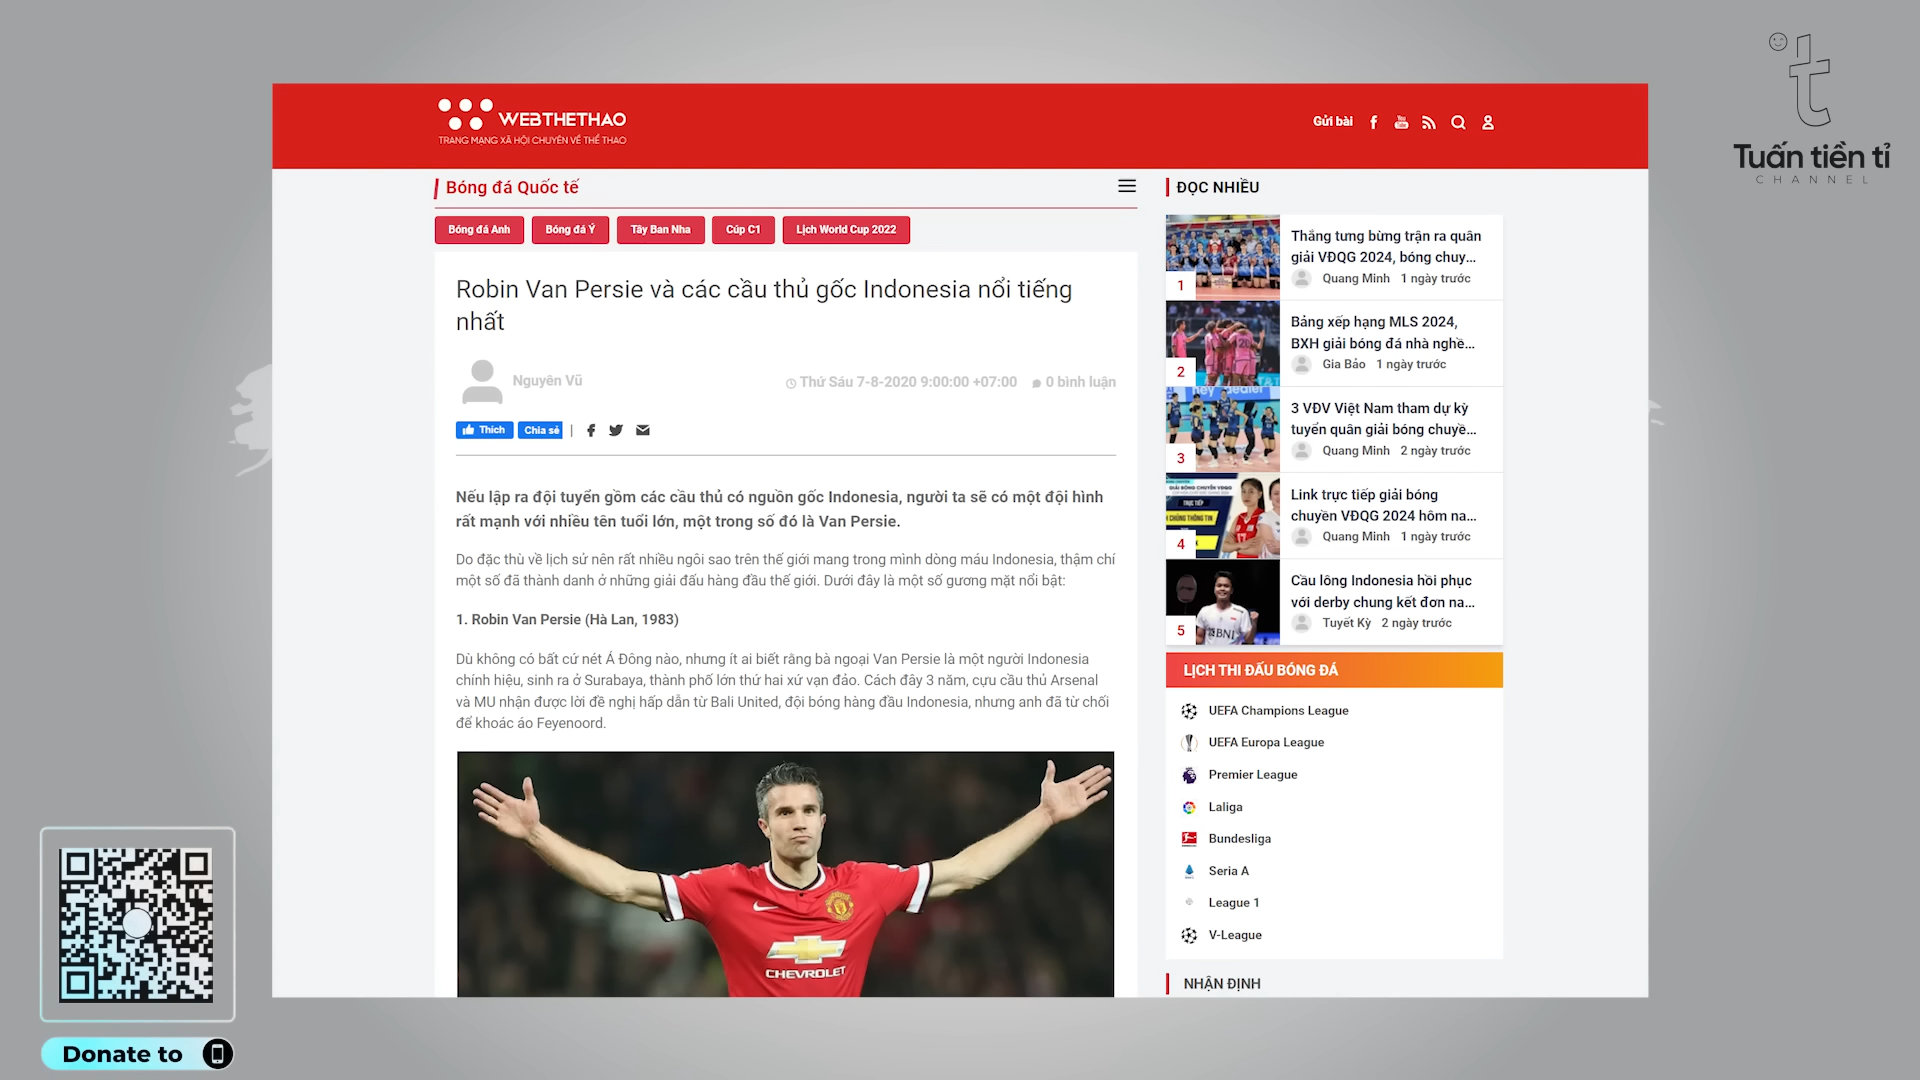 WEBTHETHAO
TRANG MẠNG XÃ HỘI CHUYÊN VỀ THỂ THAO
Gửi bài
Tuấn tiền tỉ
CHANNEL
Bóng đá Quốc tế
Bóng đá Anh
Bóng đá Ý
Tây Ban Nha
Cúp C1
Lịch World Cup 2022
Robin Van Persie và các cầu thủ gốc Indonesia nổi tiếng
nhất
Nguyên Vũ
Thứ Sáu 7-8-2020 9:00:00 +07:00
0 bình luận
Thích
Chia sẻ
Nếu lập ra đội tuyển gồm các cầu thủ có nguồn gốc Indonesia, người ta sẽ có một đội hình
rất mạnh với nhiều tên tuổi lớn, một trong số đó là Van Persie.
Do đặc thù về lịch sử nên rất nhiều ngôi sao trên thế giới mang trong mình dòng máu Indonesia, thậm chí
một số đã thành danh ở những giải đấu hàng đầu thế giới. Dưới đây là một số gương mặt nổi bật:
1. Robin Van Persie (Hà Lan, 1983)
Dù không có bất cứ nét Á Đông nào, nhưng ít ai biết rằng bà ngoại Van Persie là một người Indonesia
chính hiệu, sinh ra ở Surabaya, thành phố lớn thứ hai xứ vạn đảo. Cách đây 3 năm, cựu cầu thủ Arsenal
và MU nhận được lời đề nghị hấp dẫn từ Bali United, đội bóng hàng đầu Indonesia, nhưng anh đã từ chối
để khoác áo Feyenoord.
CHEVROLET
ĐỌC NHIỀU
1
Thắng tưng bừng trận ra quân
giải VĐQG 2024, bóng chuy...
Quang Minh 1 ngày trước
2
Bảng xếp hạng MLS 2024,
BXH giải bóng đá nhà nghề...
Gia Bảo 1 ngày trước
3
3 VĐV Việt Nam tham dự kỳ
tuyển quân giải bóng chuyề...
Quang Minh 2 ngày trước
4
Link trực tiếp giải bóng
chuyền VĐQG 2024 hôm na...
Quang Minh 1 ngày trước
5
BNI
Cầu lông Indonesia hồi phục
với derby chung kết đơn na...
Tuyết Kỳ 2 ngày trước
LỊCH THI ĐẤU BÓNG ĐÁ
UEFA Champions League
UEFA Europa League
Premier League
Laliga
Bundesliga
Seria A
League 1
V-League
NHẬN ĐỊNH
Donate to